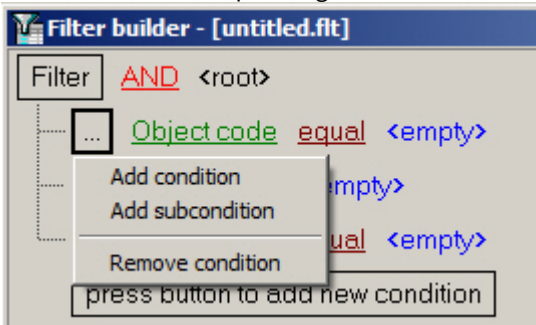 Filter builder - [untitled.flt]
Filter AND <root>
... Object code equal <empty>
Add condition
mpty>
Add subcondition
ual <empty>
Remove condition
press button to add new condition